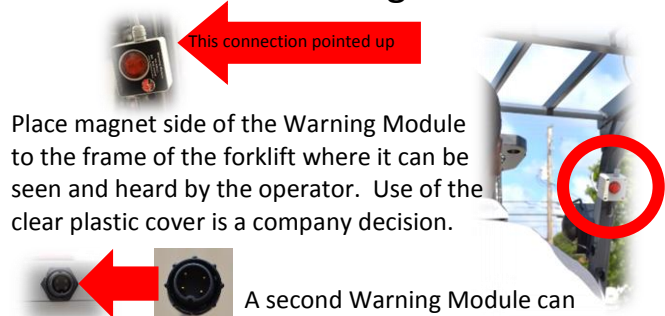 This connection pointed up
Place magnet side of the Warning Module
to the frame of the forklift where it can be
seen and heard by the operator.  Use of the
clear plastic cover is a company decision.
A second Warning Module can